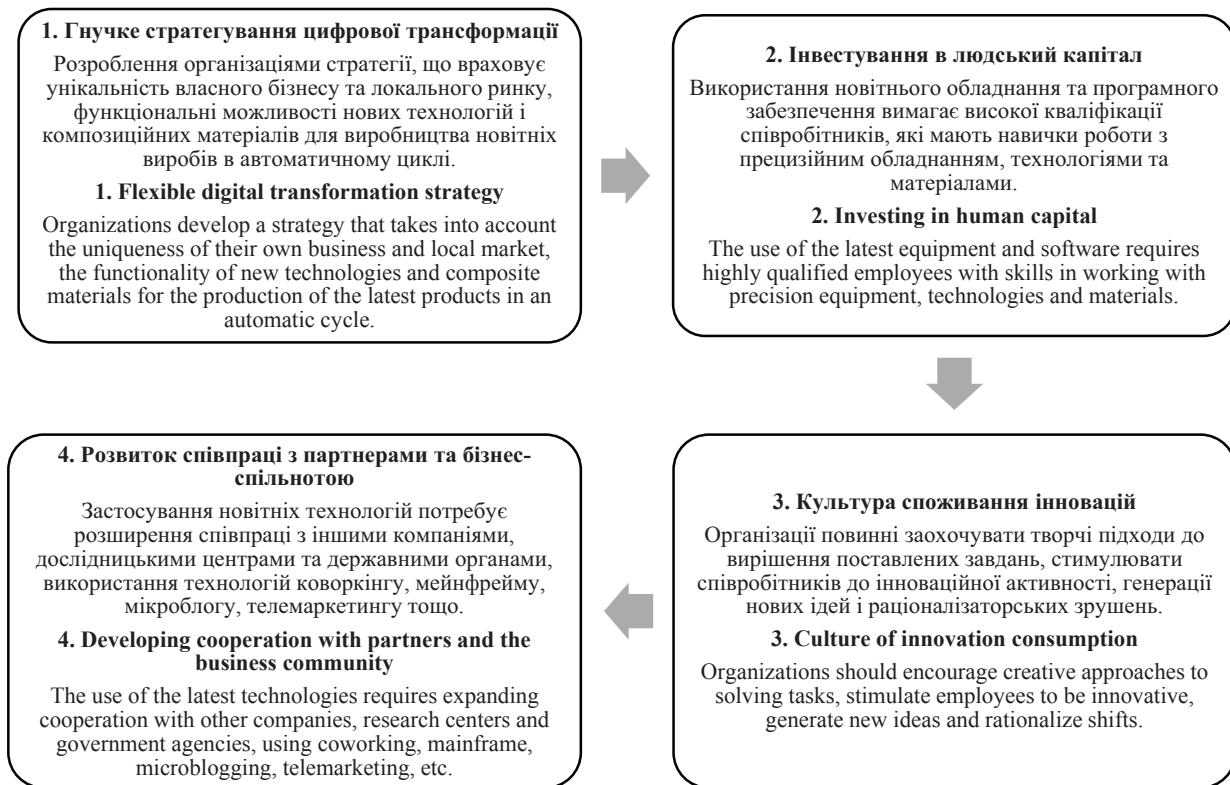 1. Гнучке стратегування цифрової трансформації
Розроблення організаціями стратегії, що враховує
унікальність власного бізнесу та локального ринку,
функціональні можливості нових технологій і
композиційних матеріалів для виробництва новітніх
виробів в автоматичному циклі.
1. Flexible digital transformation strategy
Organizations develop a strategy that takes into account
the uniqueness of their own business and local market,
the functionality of new technologies and composite
materials for the production of the latest products in an
automatic cycle.
2. Інвестування в людський капітал
Використання новітнього обладнання та програмного
забезпечення вимагає високої кваліфікації
співробітників, які мають навички роботи з
прецизійним обладнанням, технологіями та
матеріалами.
2. Investing in human capital
The use of the latest equipment and software requires
highly qualified employees with skills in working with
precision equipment, technologies and materials.
3. Культура споживання інновацій
Організації повинні заохочувати творчі підходи до
вирішення поставлених завдань, стимулювати
співробітників до інноваційної активності, генерації
нових ідей і раціоналізаторських зрушень.
3. Culture of innovation consumption
Organizations should encourage creative approaches to
solving tasks, stimulate employees to be innovative,
generate new ideas and rationalize shifts.
4. Розвиток співпраці з партнерами та бізнес-
спільнотою
Застосування новітніх технологій потребує
розширення співпраці з іншими компаніями,
дослідницькими центрами та державними органами,
використання технологій коворкінгу, мейнфрейму,
мікроблогу, телемаркетингу тощо.
4. Developing cooperation with partners and the
business community
The use of the latest technologies requires expanding
cooperation with other companies, research centers and
government agencies, using coworking, mainframe,
microblogging, telemarketing, etc.